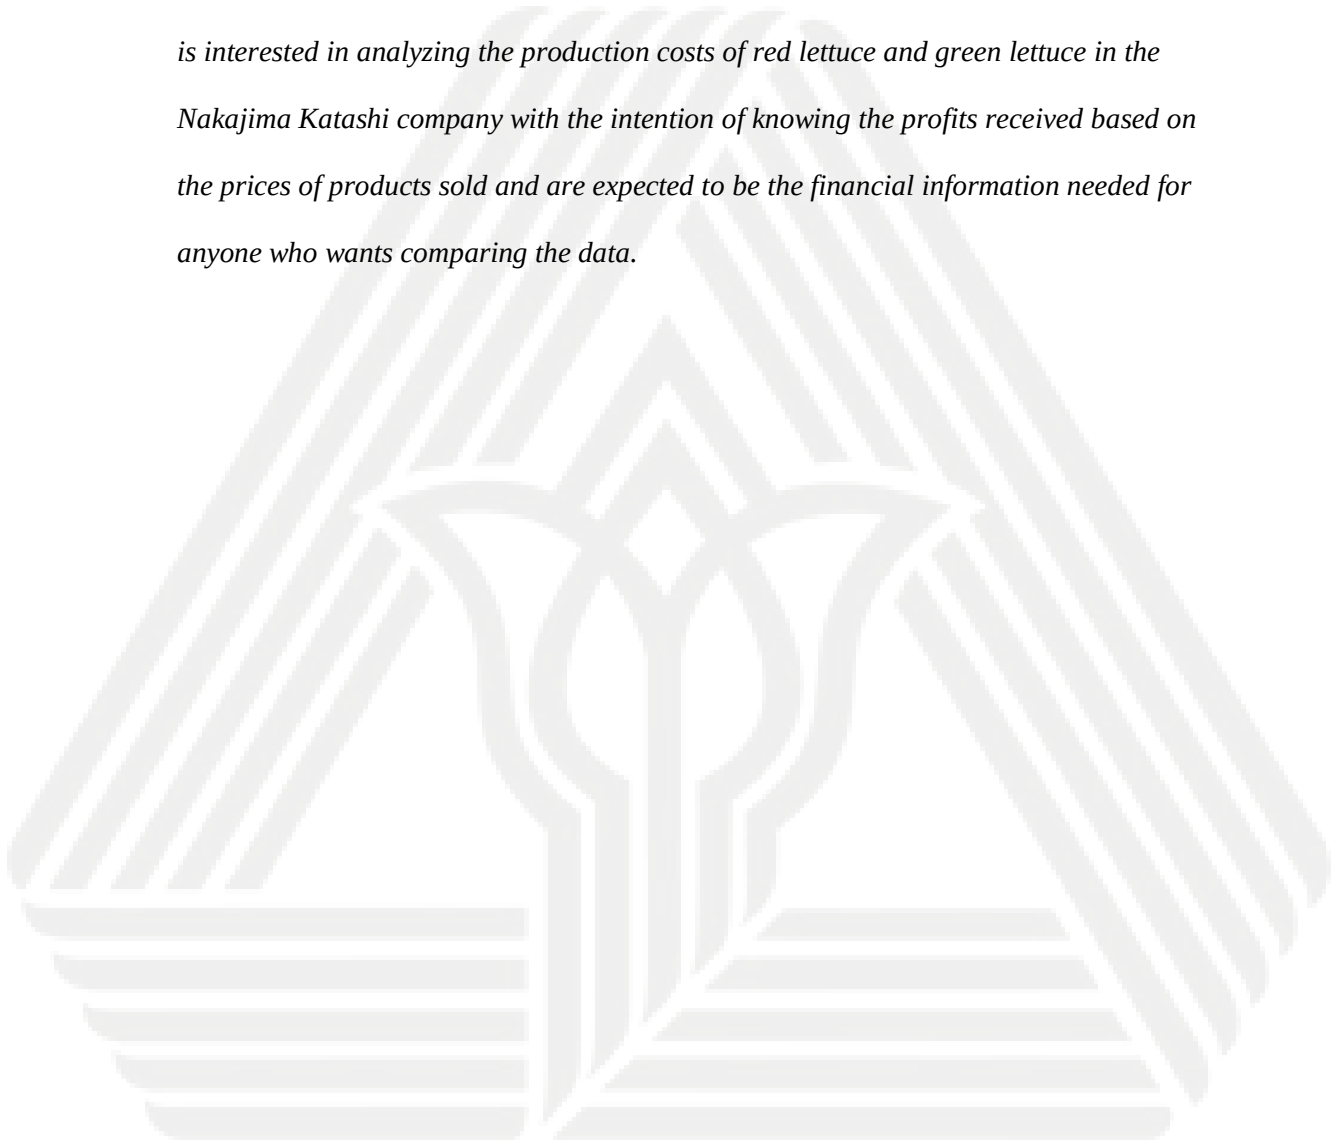 is interested in analyzing the production costs of red lettuce and green lettuce in the
Nakajima Katashi company with the intention of knowing the profits received based on
the prices of products sold and are expected to be the financial information needed for
anyone who wants comparing the data.